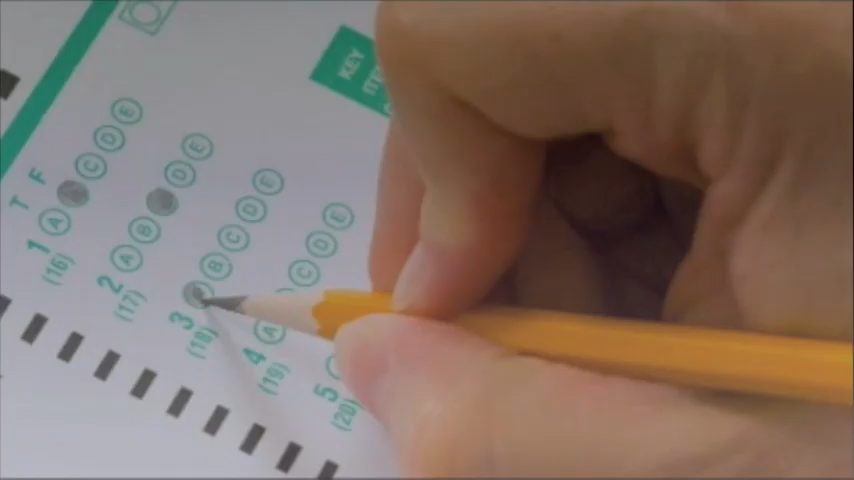 KEY
T F
1 A C D E
(16)
2 A B D E
(17)
3 B C D E
(18)
4 A C D E
(19)
5
(20)